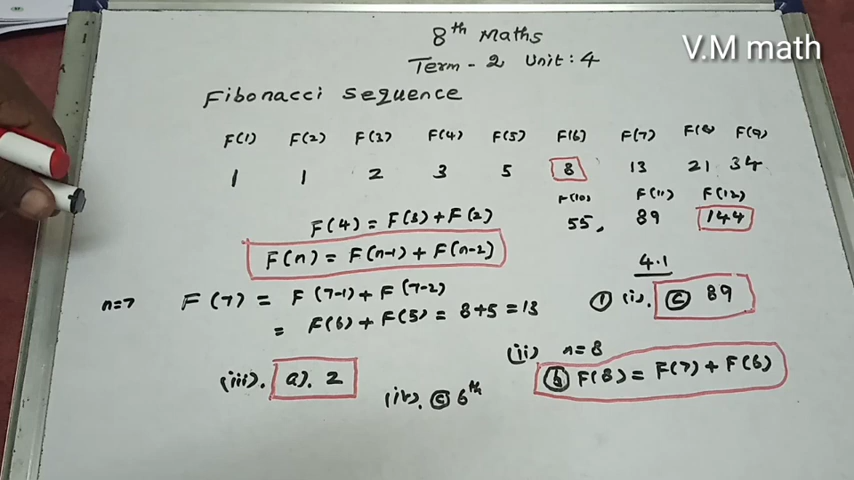 8th Maths
V.M math
Term - 2 Unit : 4
Fibonacci sequence
F(1) F(2) F(3) F(4) F(5) F(6) F(7) F(8) F(9)
1 1 2 3 5 8 13 21 34
F(10) F(11) F(12)
55, 89 144
F(4) = F(3) + F(2)
F(n) = F(n-1) + F(n-2)
4.1
n=7 F(7) = F(7-1) + F(7-2)
① (i). ⓒ 89
= F(6) + F(5) = 8+5 = 13
(ii) n=8
ⓑ F(8) = F(7) + F(6)
(iii). a). 2
(iv). ⓒ 6th